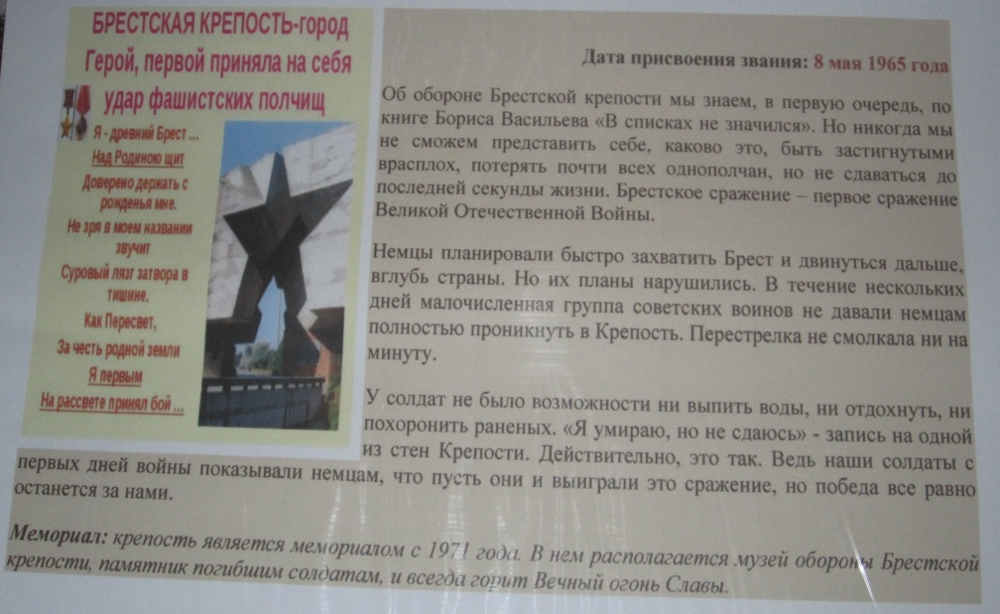 БРЕСТСКАЯ КРЕПОСТЬ-город
Герой, первой приняла на себя
удар фашистских полчищ
Я - древний Брест ...
Над Родиною щит
Доверено держать с
рожденья мне.
Не зря в моем названии
звучит
Суровый лязг затвора в
тишине.
Как Пересвет,
За честь родной земли
Я первым
На рассвете принял бой ...
Дата присвоения звания: 8 мая 1965 года
Об обороне Брестской крепости мы знаем, в первую очередь, по
книге Бориса Васильева «В списках не значился». Но никогда мы
не сможем представить себе, каково это, быть застигнутыми
врасплох, потерять почти всех однополчан, но не сдаваться до
последней секунды жизни. Брестское сражение – первое сражение
Великой Отечественной Войны.
Немцы планировали быстро захватить Брест и двинуться дальше,
вглубь страны. Но их планы нарушились. В течение нескольких
дней малочисленная группа советских воинов не давали немцам
полностью проникнуть в Крепость. Перестрелка не смолкала ни на
минуту.
У солдат не было возможности ни выпить воды, ни отдохнуть, ни
похоронить раненых. «Я умираю, но не сдаюсь» - запись на одной
из стен Крепости. Действительно, это так. Ведь наши солдаты с
первых дней войны показывали немцам, что пусть они и выиграли это сражение, но победа все равно
останется за нами.
Мемориал: крепость является мемориалом с 1971 года. В нем располагается музей обороны Брестской
крепости, памятник погибшим солдатам, и всегда горит Вечный огонь Славы.